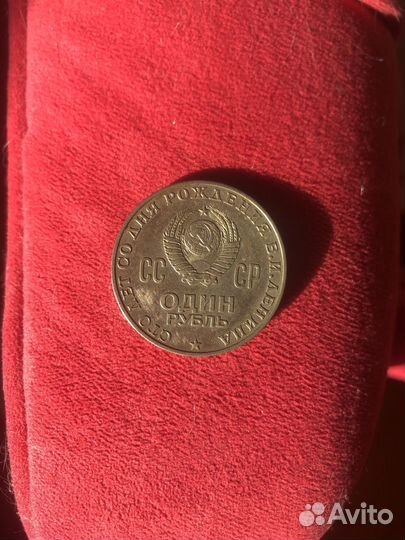 СТО ЛЕТ СО ДНЯ РОЖДЕНИЯ В.И.ЛЕНИНА
СС СР
ОДИН
РУБЛЬ
Avito